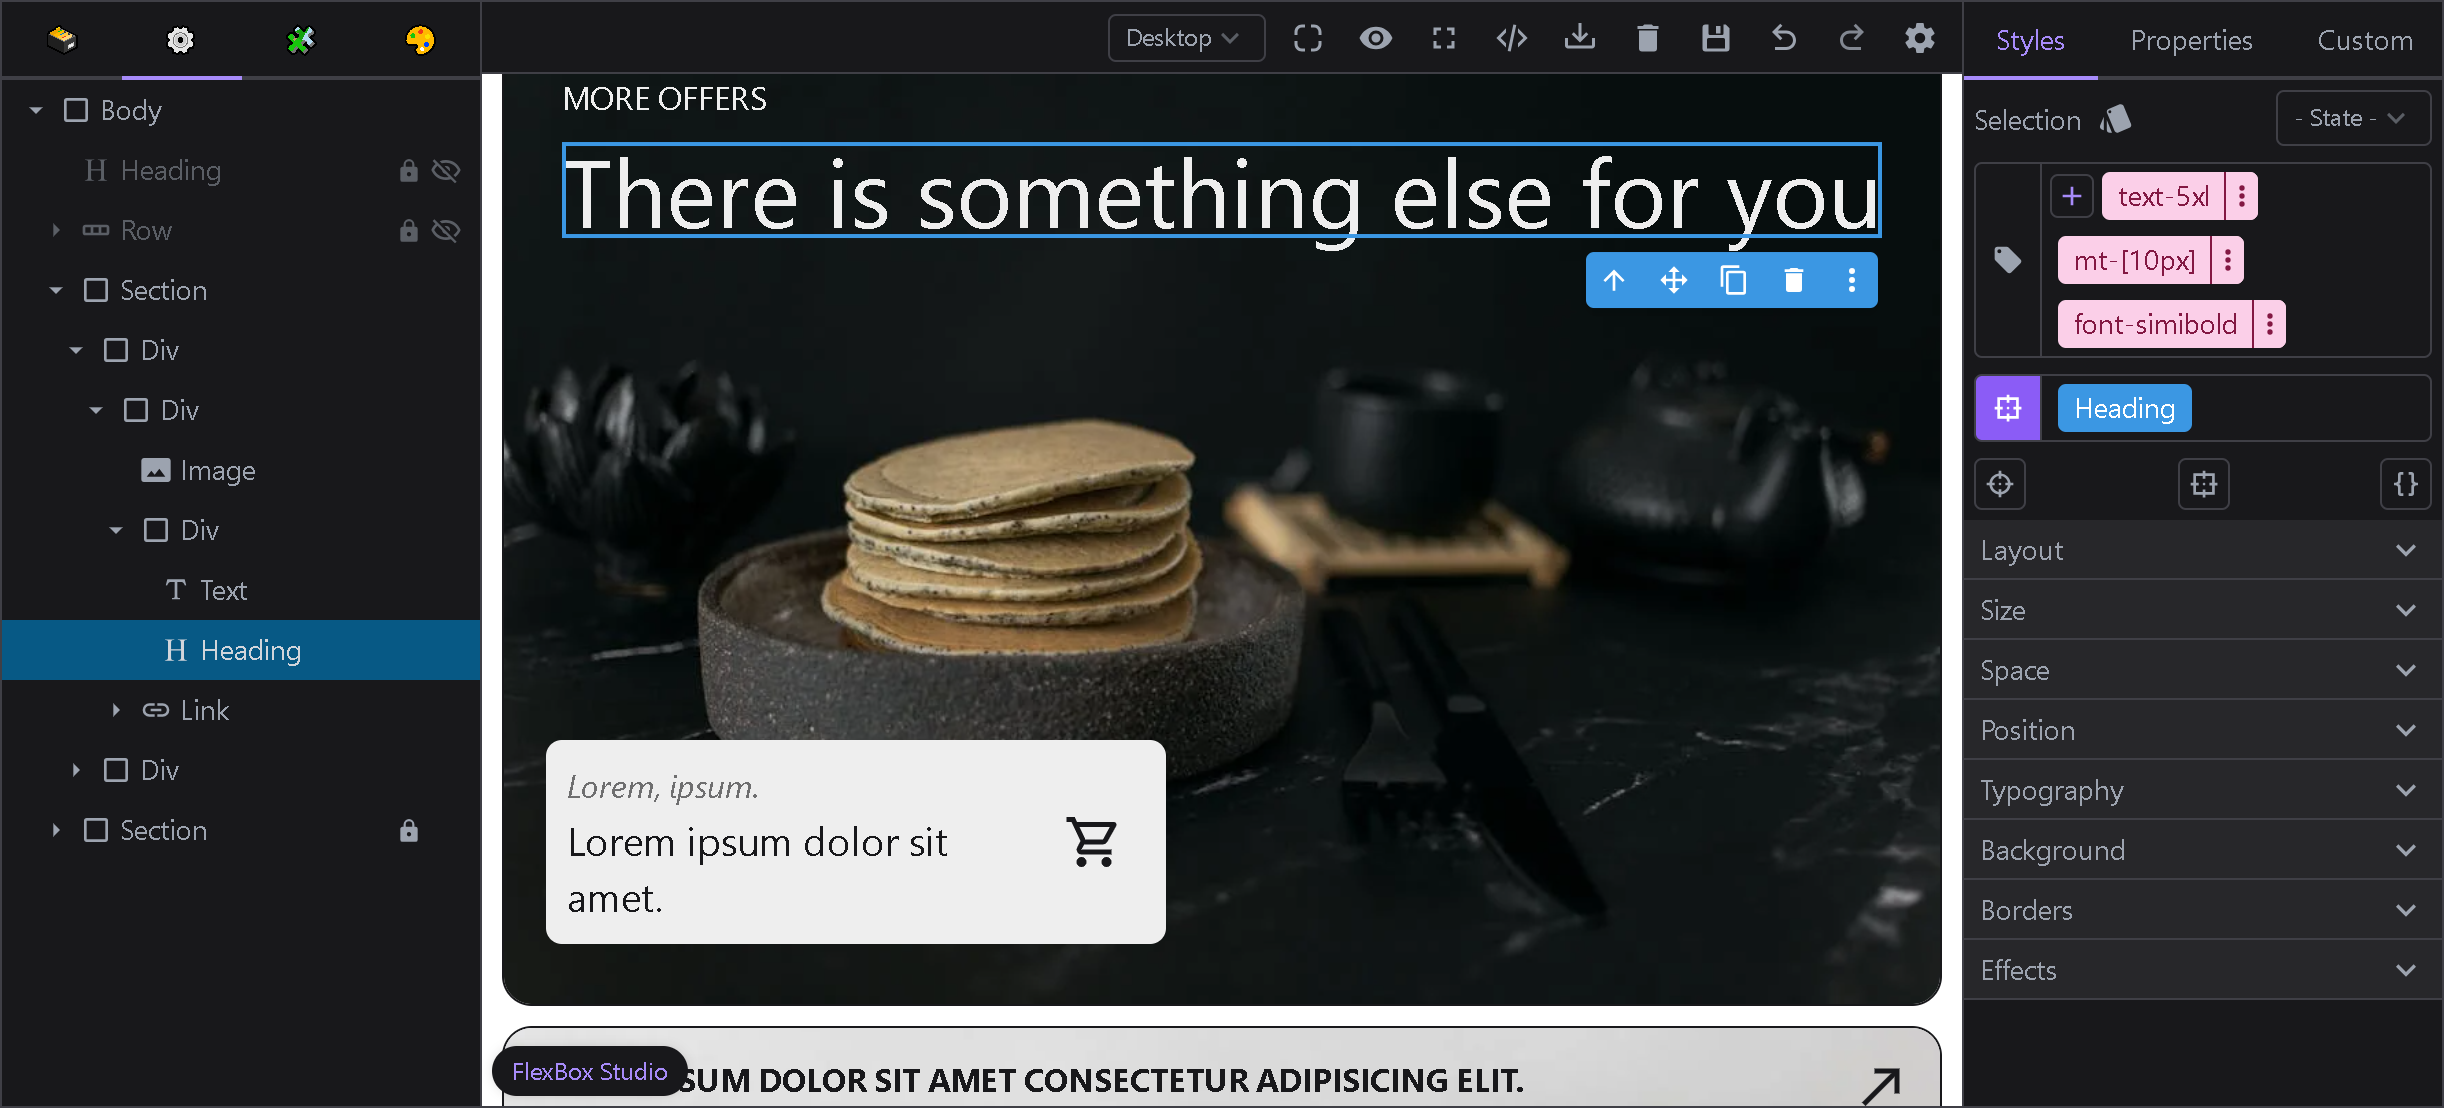 Desktop
Styles
Properties
Custom
Body
Heading
Row
Section
Div
Div
Image
Div
Text
Heading
Link
Div
Section
MORE OFFERS
There is something else for you
Lorem, ipsum.
Lorem ipsum dolor sit
amet.
FlexBox Studio
SUM DOLOR SIT AMET CONSECTETUR ADIPISICING ELIT.
Selection
- State -
text-5xl
mt-[10px]
font-simibold
Heading
Layout
Size
Space
Position
Typography
Background
Borders
Effects